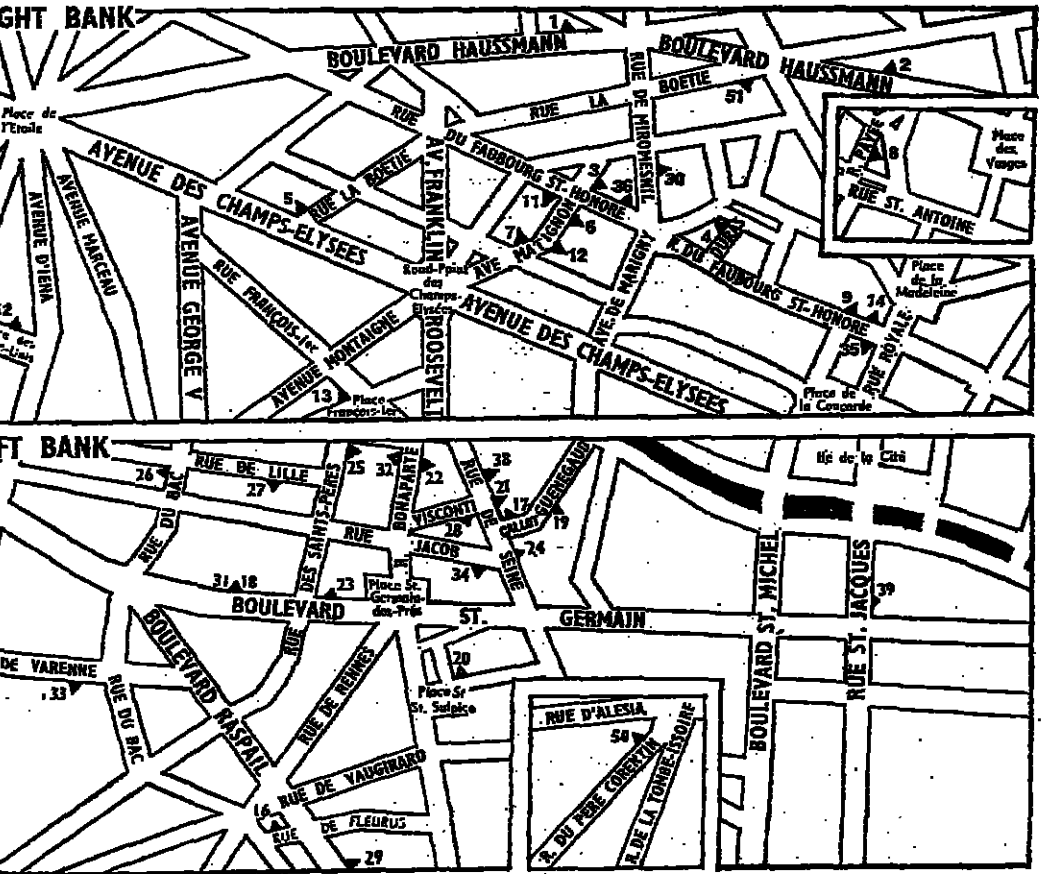 GHT BANK
1
BOULEVARD HAUSSMANN
BOULEVARD HAUSSMANN
2
RUE LA BOETIE
51
RUE DE MIROMESNIL
Place de
l'Etoile
RUE DU FAUBOURG ST-HONORE
AVENUE DES CHAMPS-ELYSEES
RUE LA BOETIE
5
AV. FRANKLIN ROOSEVELT
3
36
30
11
6
7
12
AVE MATIGNON
AVE. DE MARIGNY
4
R. DU FAUBOURG ST-HONORE
9
14
35
RUE ROYALE
Place
de la
Madeleine
Place de
la Concorde
8
RUE ST. ANTOINE
Place
des
Vosges
AVENUE D'IENA
AVENUE MARCEAU
AVENUE GEORGE V
RUE FRANÇOIS-Ier
AVENUE MONTAIGNE
13
Place
François-Ier
Rond-Point
des
Champs-
Elysées
AVENUE DES CHAMPS-ELYSEES
FT BANK
26
RUE DE LILLE
27
25
32
22
38
21
17
19
24
28
34
RUE DU BAC
DES SAINTS-PERES
RUE
BONAPARTE
VISCONTI
RUE JACOB
RUE DE SEINE
CALLOT
GUENEGAUD
Ile de la Cité
31
18
23
Place St.
Germain-
des-Prés
BOULEVARD ST. GERMAIN
BOULEVARD ST. MICHEL
RUE ST. JACQUES
39
DE VARENNE
33
RUE DU BAC
BOULEVARD RASPAIL
RUE DE RENNES
20
Place St
St. Sulpice
RUE DE VAUGIRARD
16
RUE DE FLEURUS
29
RUE D'ALESIA
R. DU PERE CORENTIN
R. DE LA TOMBE-ISSOIRE